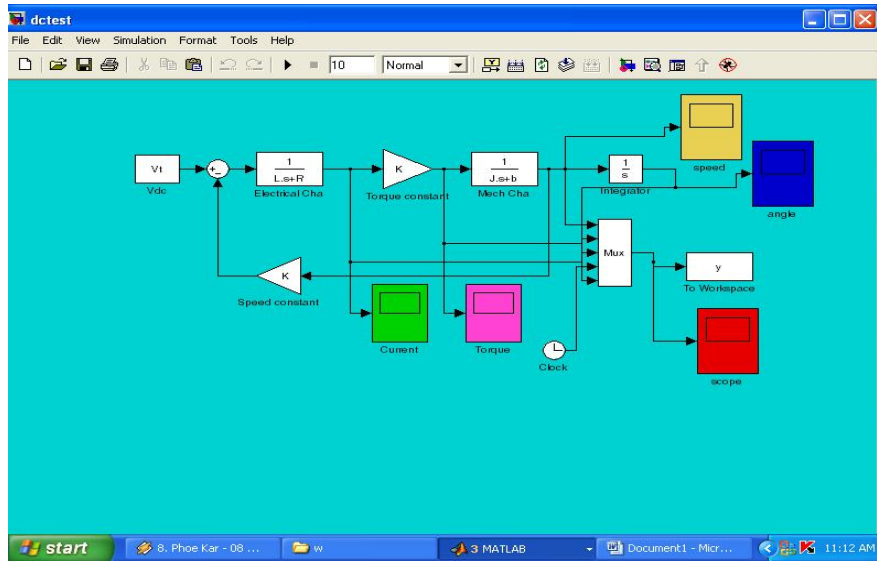 dctest
File Edit View Simulation Format Tools Help
10 Normal
Vt
Vdc
+_
1
L.s+R
Electrical Cha
K
Torque constant
1
J.s+b
Mech Cha
1
s
Integrator
speed
angle
K
Speed constant
Mux
y
To Workspace
Current
Torque
Clock
scope
start 8. Phoe Kar - 08 ... w 3 MATLAB Document1 - Micr... 11:12 AM